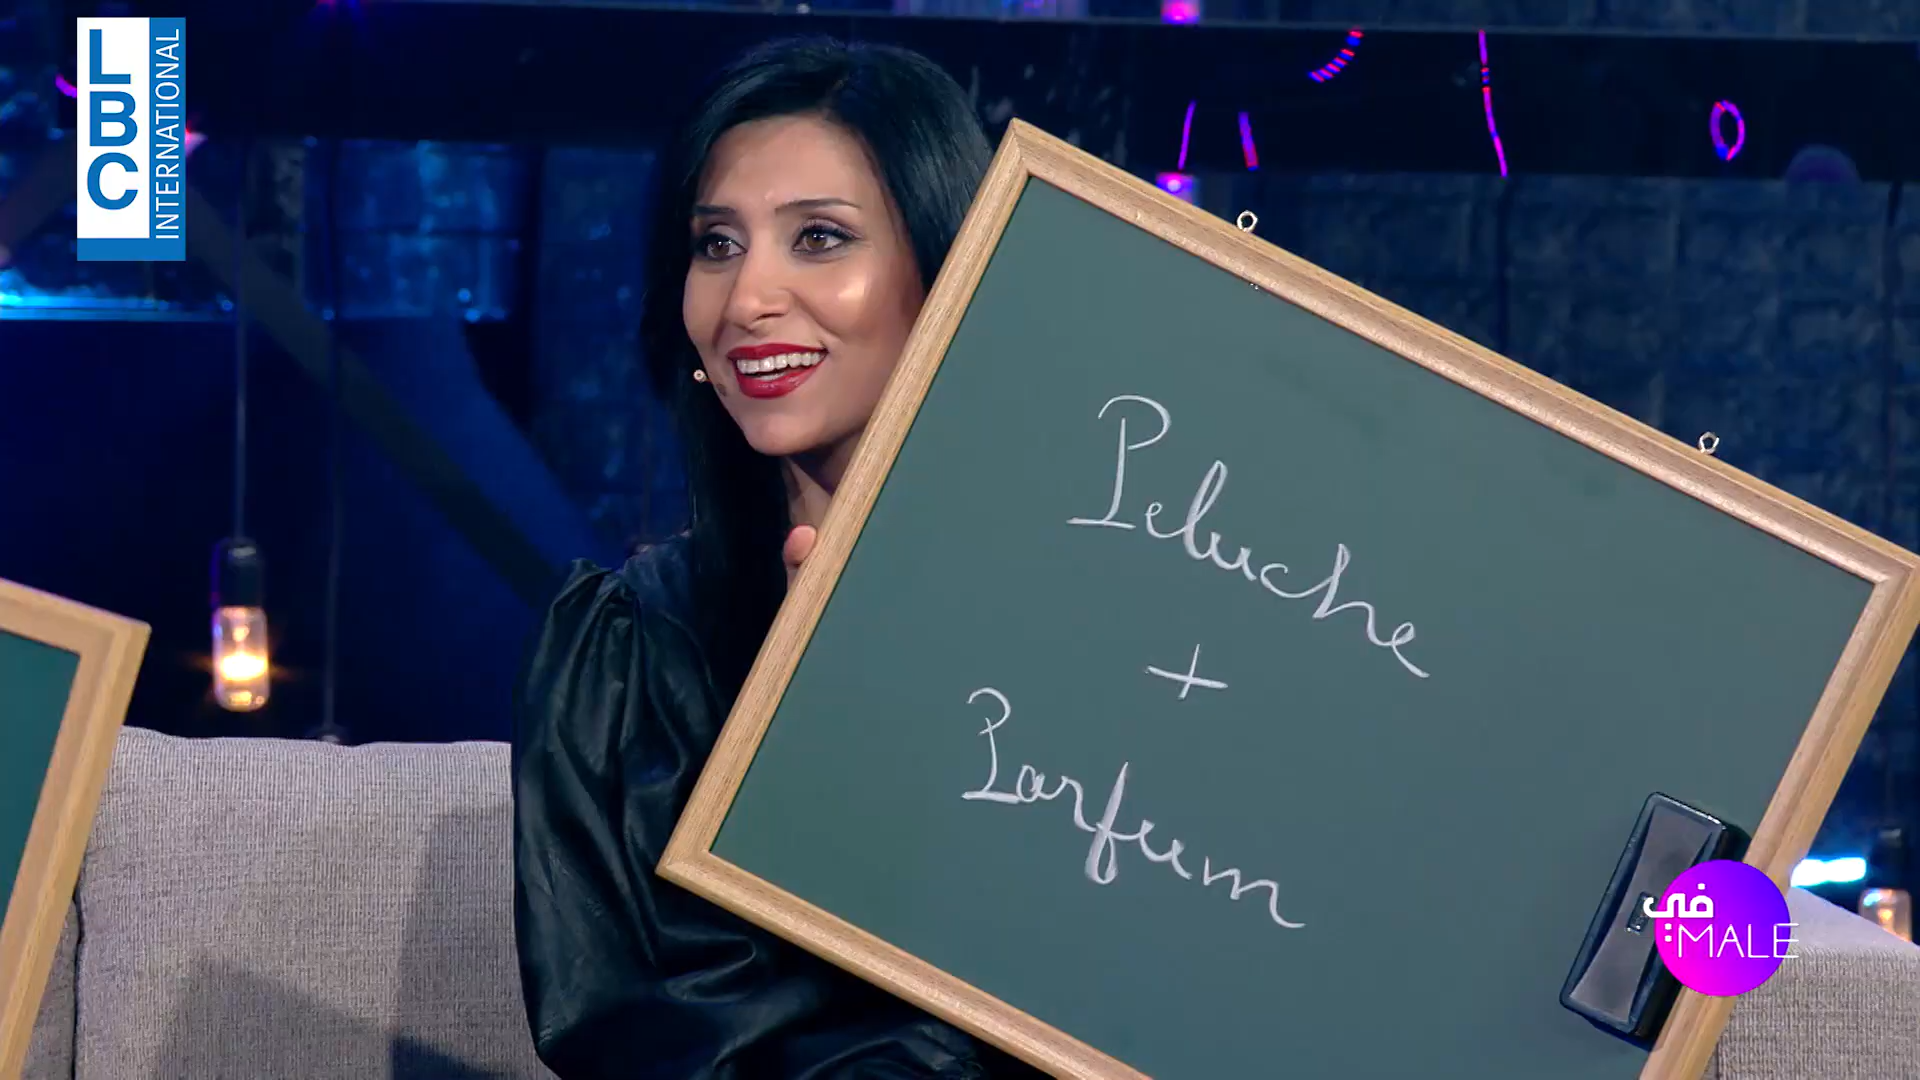 LBC
INTERNATIONAL
Peluche
+
Parfum
في
:MALE